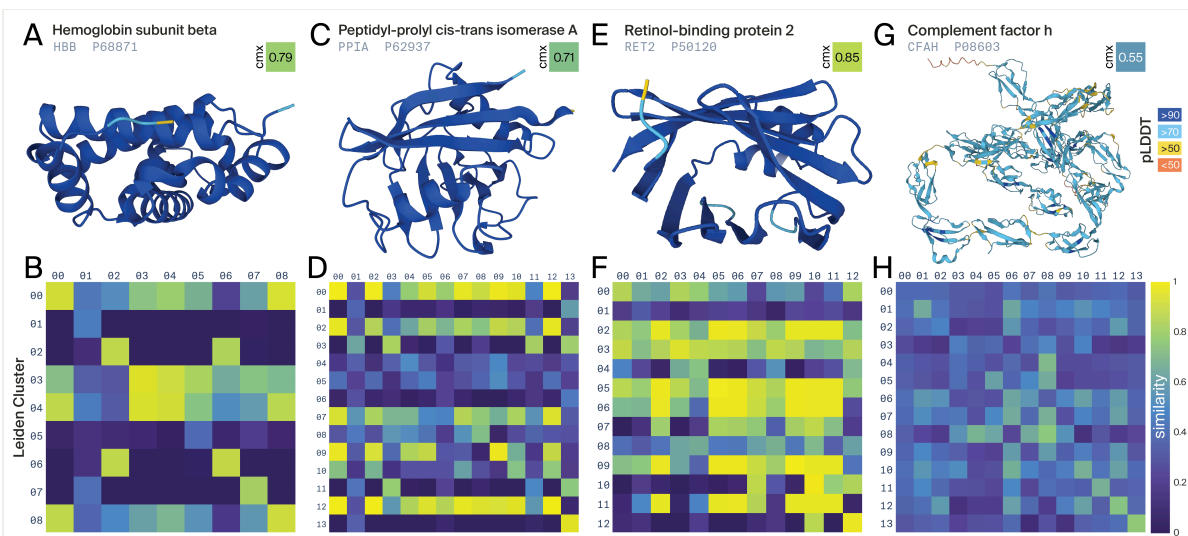 A Hemoglobin subunit beta
HBB P68871
cmx 0.79
C Peptidyl-prolyl cis-trans isomerase A
PPIA P62937
cmx 0.71
E Retinol-binding protein 2
RET2 P50120
cmx 0.85
G Complement factor h
CFAH P08603
cmx 0.55
pLDDT
>90
>70
>50
<50
B
00 01 02 03 04 05 06 07 08
00
01
02
03
04
05
06
07
08
Leiden Cluster
D
00 01 02 03 04 05 06 07 08 09 10 11 12 13
00
01
02
03
04
05
06
07
08
09
10
11
12
13
F
00 01 02 03 04 05 06 07 08 09 10 11 12
00
01
02
03
04
05
06
07
08
09
10
11
12
H
00 01 02 03 04 05 06 07 08 09 10 11 12 13
00
01
02
03
04
05
06
07
08
09
10
11
12
13
similarity
1
0.8
0.6
0.4
0.2
0